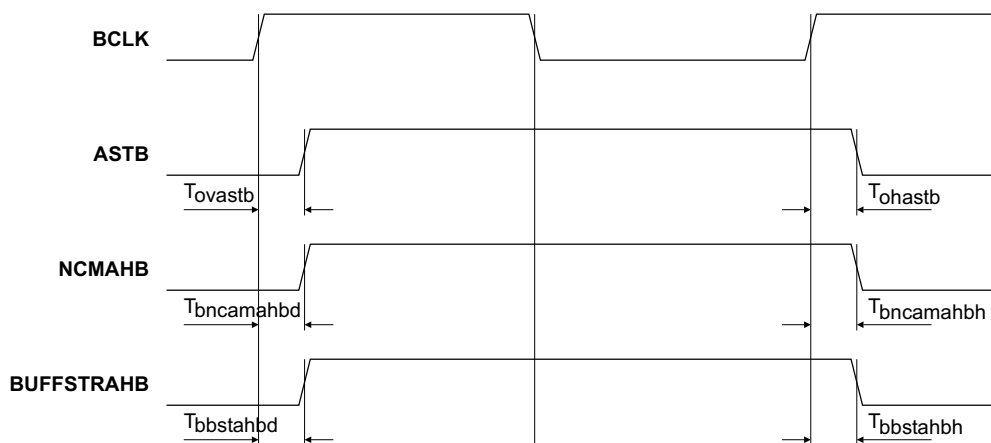 BCLK
ASTB
Tovastb
Tohastb
NCMAHB
Tbncamahbd
Tbncamahbh
BUFFSTRAHB
Tbbstahbd
Tbbstahbh